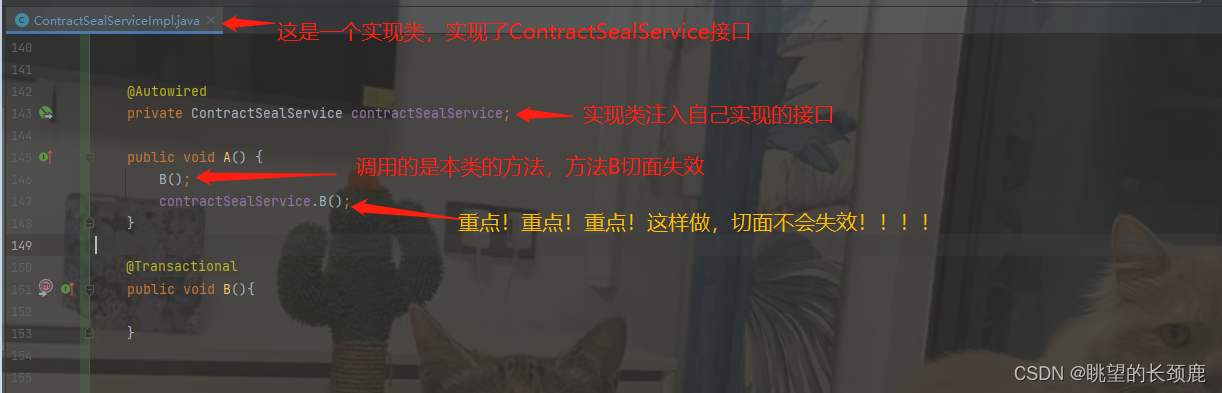 ContractSealServiceImpl.java ×
这是一个实现类，实现了ContractSealService接口
140
141
142 @Autowired
143 private ContractSealService contractSealService;
实现类注入自己实现的接口
144
145 public void A() {
调用的是本类的方法，方法B切面失效
146 B();
147 contractSealService.B();
重点！重点！重点！这样做，切面不会失效！！！！
148 }
149
150 @Transactional
151 public void B(){
152
153 }
154
155
CSDN @眺望的长颈鹿